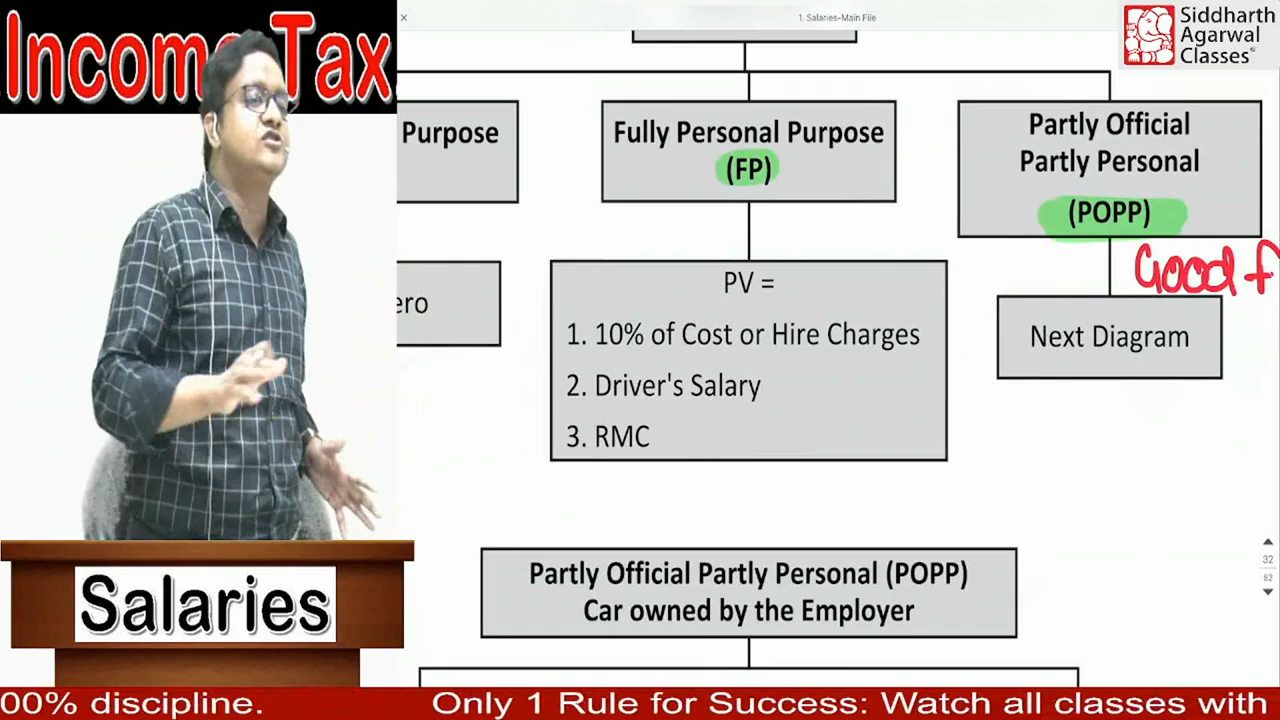 Income Tax
1. Salaries-Main File
Siddharth
Agarwal
Classes
Purpose
Fully Personal Purpose
(FP)
Partly Official
Partly Personal
(POPP)
Good f
ero
PV =
1. 10% of Cost or Hire Charges
2. Driver's Salary
3. RMC
Next Diagram
Partly Official Partly Personal (POPP)
Car owned by the Employer
32
82
Salaries
00% discipline.
Only 1 Rule for Success: Watch all classes with